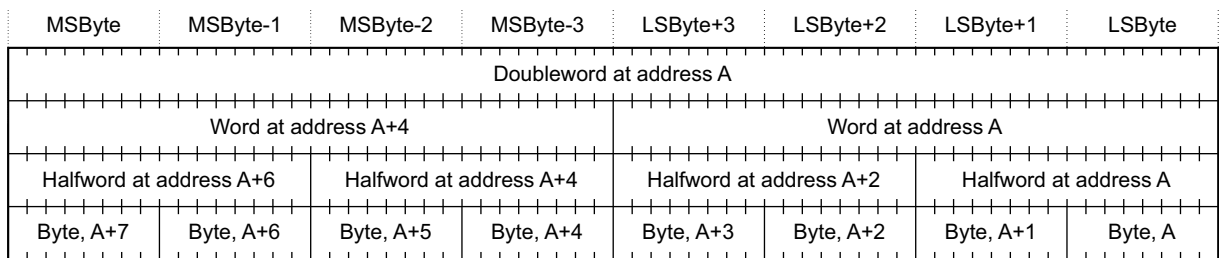 MSByte MSByte-1 MSByte-2 MSByte-3 LSByte+3 LSByte+2 LSByte+1 LSByte
Doubleword at address A
Word at address A+4 Word at address A
Halfword at address A+6 Halfword at address A+4 Halfword at address A+2 Halfword at address A
Byte, A+7 Byte, A+6 Byte, A+5 Byte, A+4 Byte, A+3 Byte, A+2 Byte, A+1 Byte, A